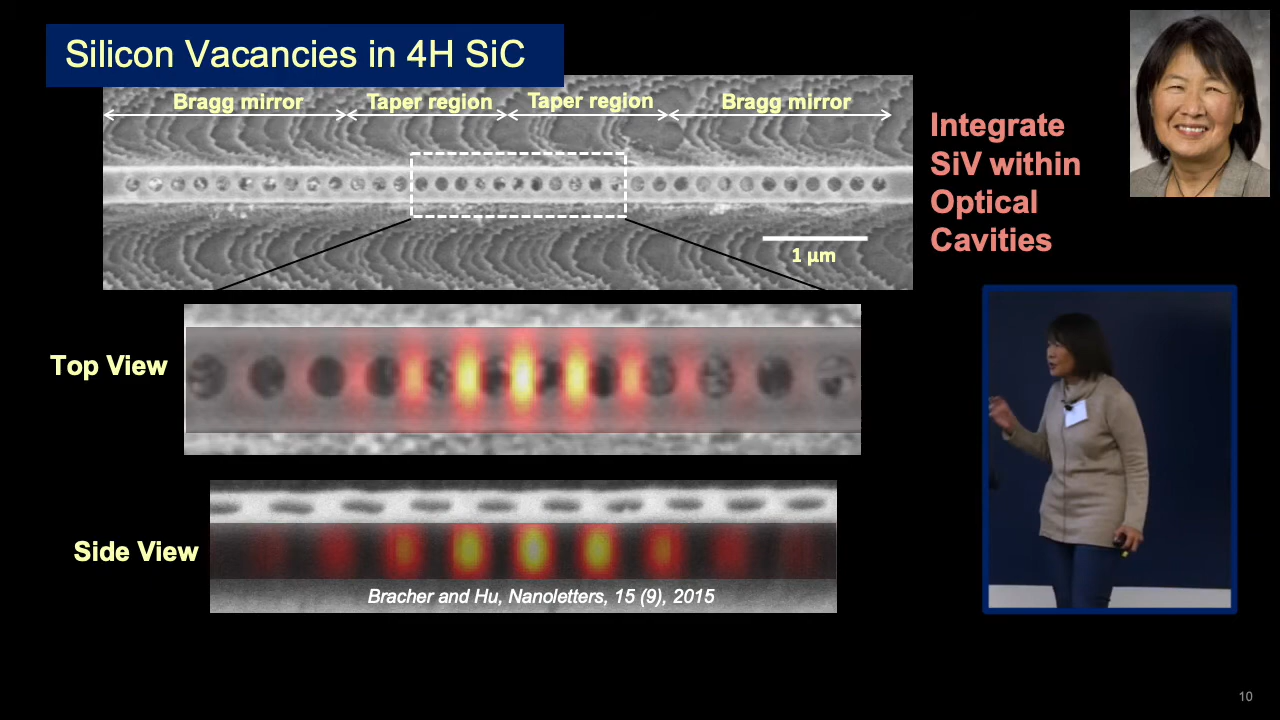 Silicon Vacancies in 4H SiC
Bragg mirror
Taper region
Taper region
Bragg mirror
1 µm
Integrate
SiV within
Optical
Cavities
Top View
Side View
Bracher and Hu, Nanoletters, 15 (9), 2015
10